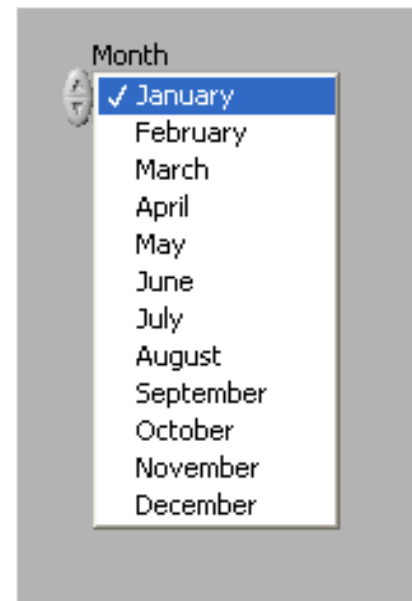 Month
✓ January
February
March
April
May
June
July
August
September
October
November
December